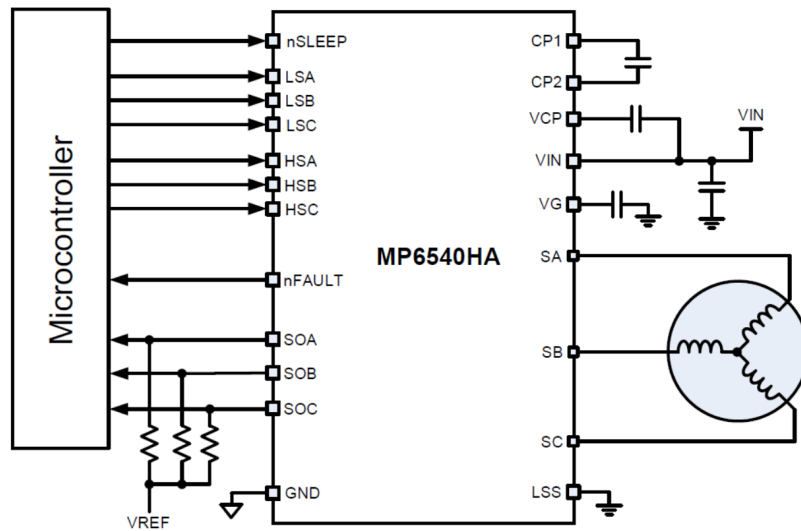 Microcontroller
nSLEEP
LSA
LSB
LSC
HSA
HSB
HSC
nFAULT
SOA
SOB
SOC
GND
VREF
MP6540HA
CP1
CP2
VCP
VIN
VG
SA
SB
SC
LSS
VIN